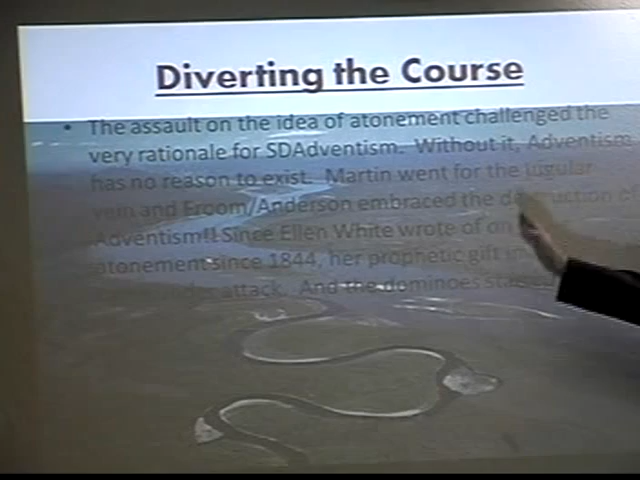 Diverting the Course
• The assault on the idea of atonement challenged the
very rationale for SDAdventism. Without it, Adventism
has no reason to exist. Martin went for the jugular
vein and Froom/Anderson embraced the destruction of
Adventism!! Since Ellen White wrote of on
atonement since 1844, her prophetic gift
attack. And the dominoes